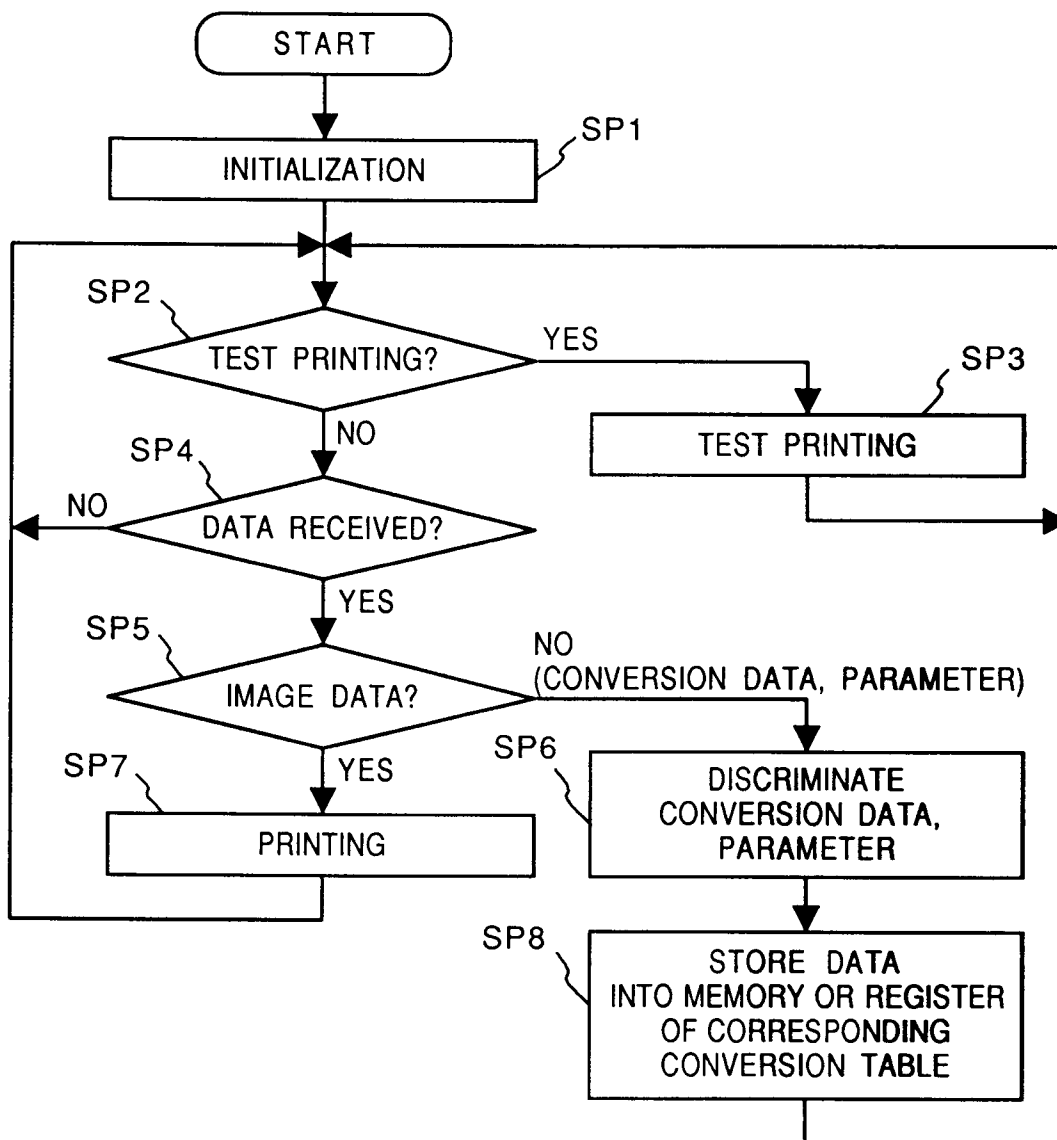 START
SP1
INITIALIZATION
SP2
TEST PRINTING?
YES
SP3
TEST PRINTING
NO
SP4
NO
DATA RECEIVED?
YES
SP5
IMAGE DATA?
NO
(CONVERSION DATA, PARAMETER)
YES
SP7
PRINTING
SP6
DISCRIMINATE
CONVERSION DATA,
PARAMETER
SP8
STORE DATA
INTO MEMORY OR REGISTER
OF CORRESPONDING
CONVERSION TABLE